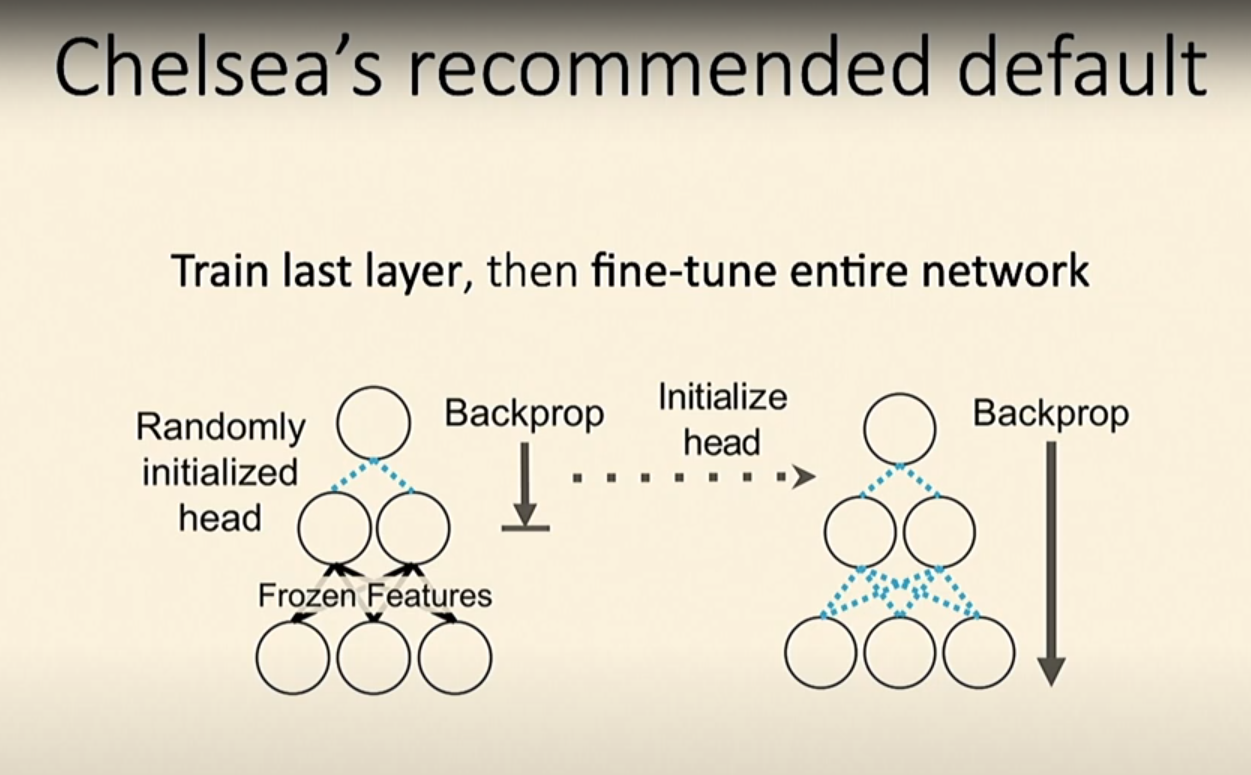 Chelsea's recommended default
Train last layer, then fine-tune entire network
Randomly
initialized
head
Backprop
Initialize
head
Backprop
Frozen Features